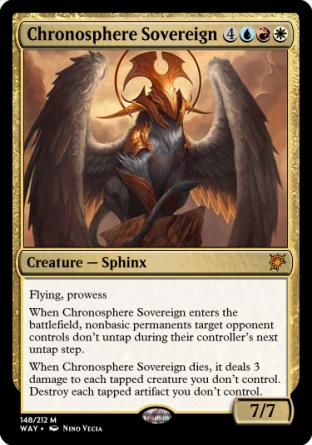 Chronosphere Sovereign 4
Creature — Sphinx
Flying, prowess
When Chronosphere Sovereign enters the
battlefield, nonbasic permanents target opponent
controls don't untap during their controller's next
untap step.
When Chronosphere Sovereign dies, it deals 3
damage to each tapped creature you don't control.
Destroy each tapped artifact you don't control.
7/7
148/212 M
WAY • Nino Vecia